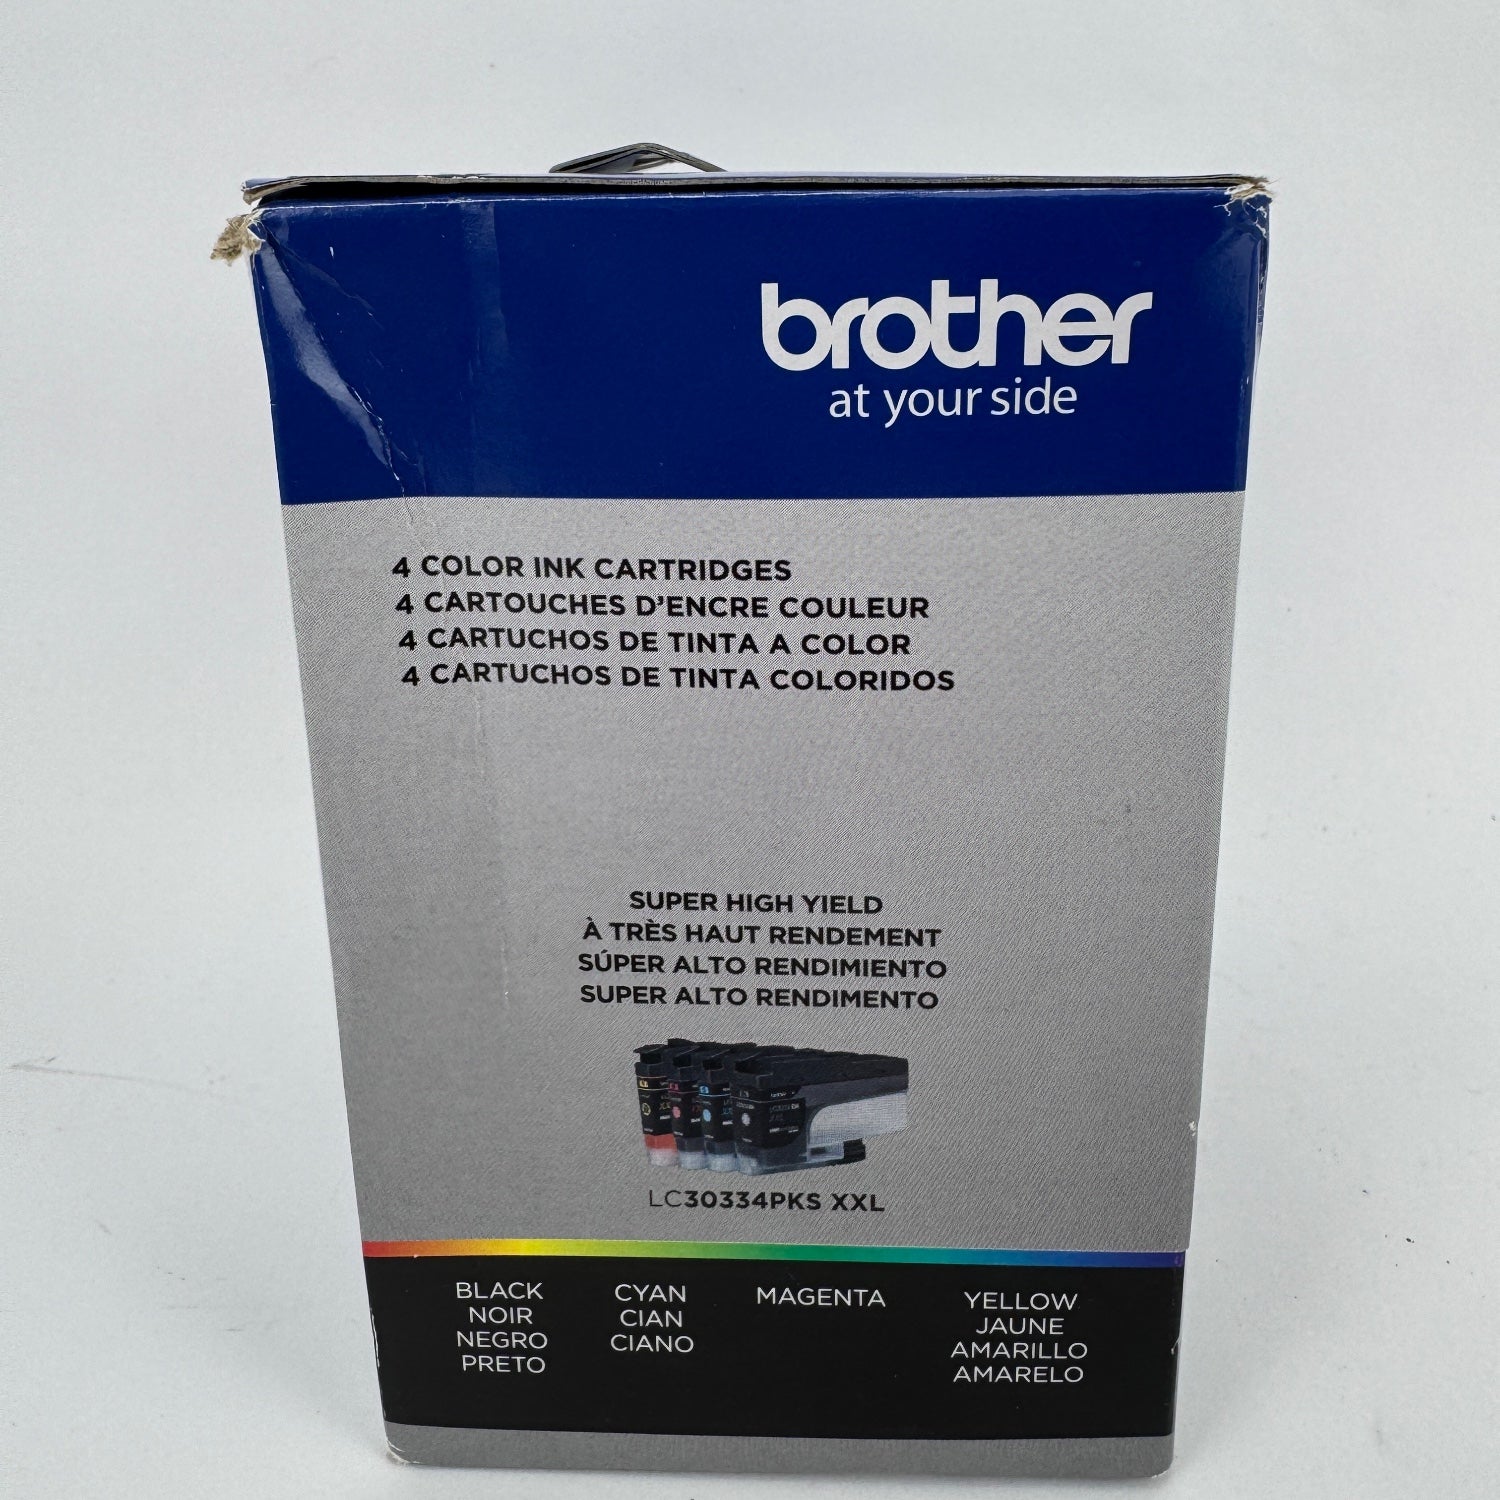 brother
at your side
4 COLOR INK CARTRIDGES
4 CARTOUCHES D'ENCRE COULEUR
4 CARTUCHOS DE TINTA A COLOR
4 CARTUCHOS DE TINTA COLORIDOS
SUPER HIGH YIELD
À TRÈS HAUT RENDEMENT
SÚPER ALTO RENDIMIENTO
SUPER ALTO RENDIMENTO
LC30334PKS XXL
BLACK
NOIR
NEGRO
PRETO
CYAN
CIAN
CIANO
MAGENTA
YELLOW
JAUNE
AMARILLO
AMARELO